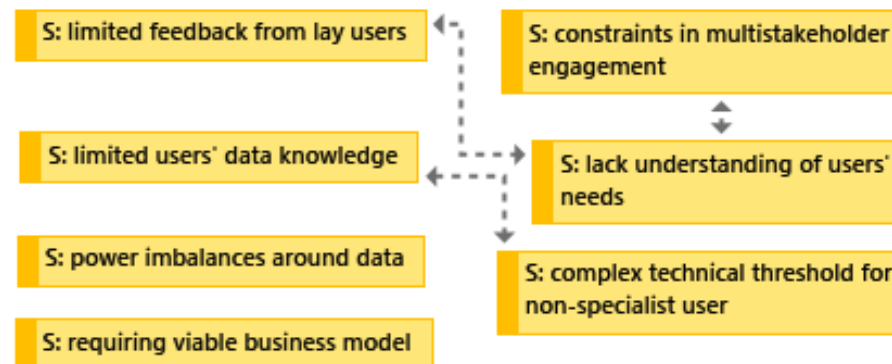 S: limited feedback from lay users
S: constraints in multistakeholder
engagement
S: limited users' data knowledge
S: lack understanding of users'
needs
S: power imbalances around data
S: complex technical threshold for
non-specialist user
S: requiring viable business model